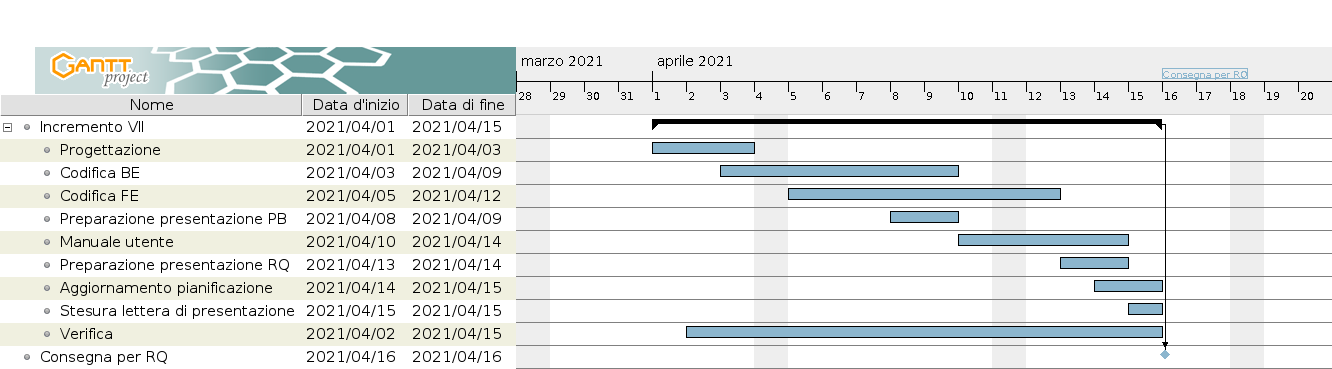 GANTT
project
marzo 2021
aprile 2021
Consegna per RQ
Nome Data d'inizio Data di fine
28 29 30 31 1 2 3 4 5 6 7 8 9 10 11 12 13 14 15 16 17 18 19 20
Incremento VII 2021/04/01 2021/04/15
Progettazione 2021/04/01 2021/04/03
Codifica BE 2021/04/03 2021/04/09
Codifica FE 2021/04/05 2021/04/12
Preparazione presentazione PB 2021/04/08 2021/04/09
Manuale utente 2021/04/10 2021/04/14
Preparazione presentazione RQ 2021/04/13 2021/04/14
Aggiornamento pianificazione 2021/04/14 2021/04/15
Stesura lettera di presentazione 2021/04/15 2021/04/15
Verifica 2021/04/02 2021/04/15
Consegna per RQ 2021/04/16 2021/04/16